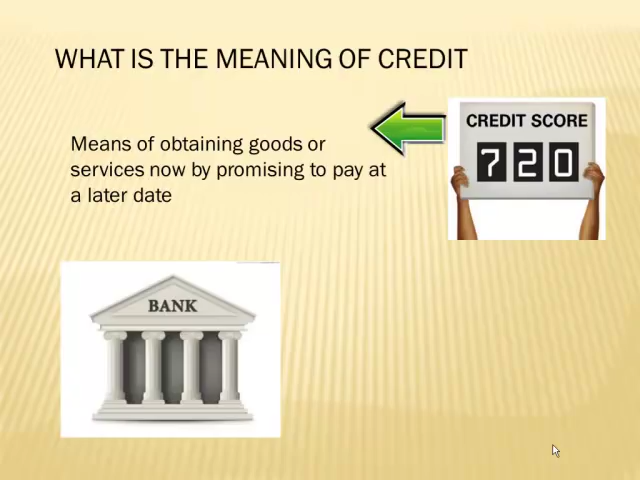 WHAT IS THE MEANING OF CREDIT
Means of obtaining goods or
services now by promising to pay at
a later date
CREDIT SCORE
720
BANK